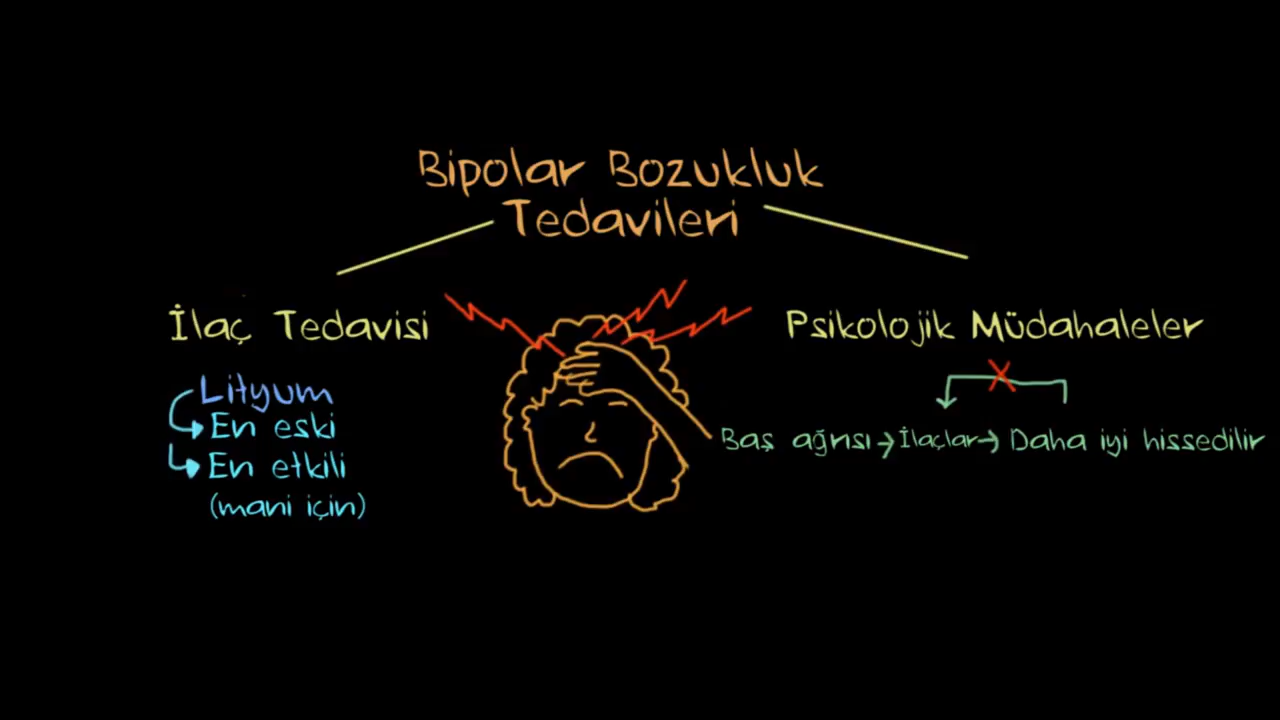 Bipolar Bozukluk
Tedavileri
İlaç Tedavisi
Lityum
En eski
En etkili
(mani için)
Psikolojik Müdahaleler
Baş ağrısı → İlaçlar → Daha iyi hissedilir